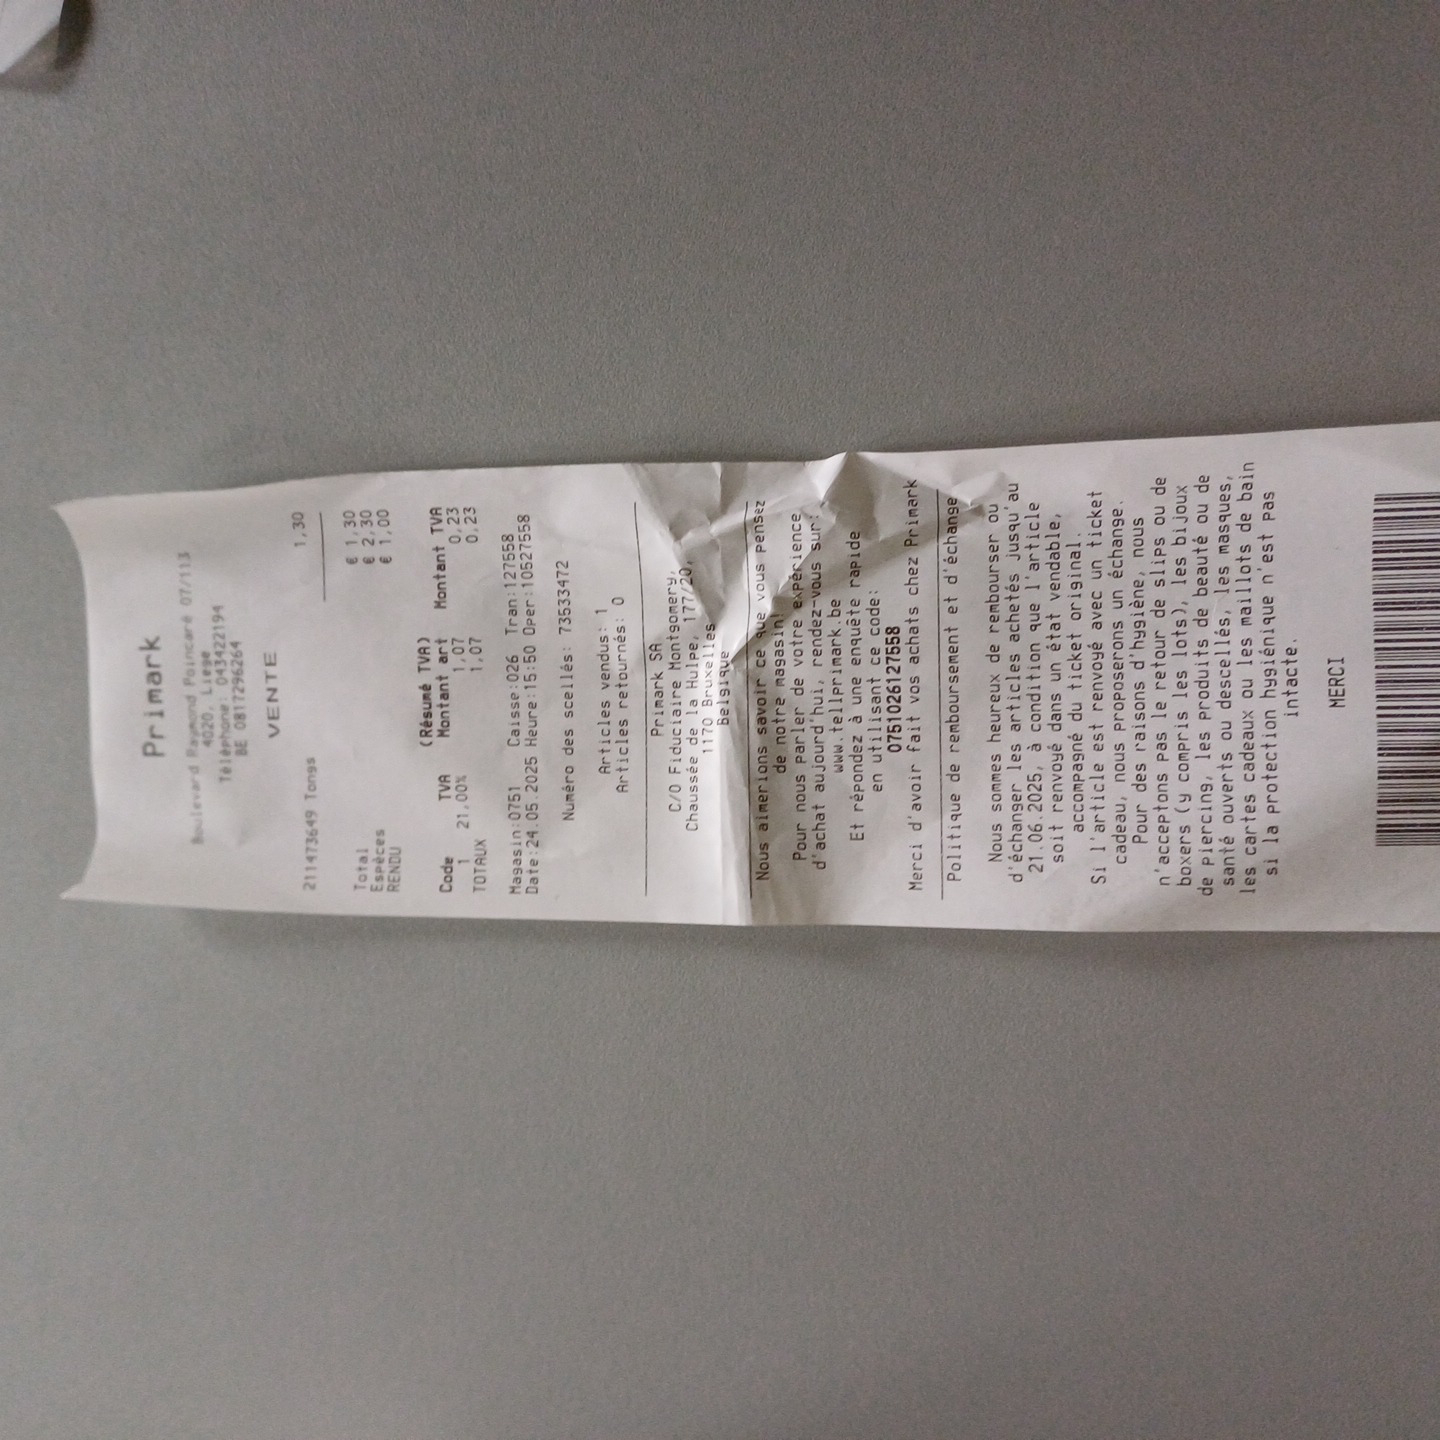 Primark
Boulevard Raymond Poincaré 07/113
4020, Liege
Téléphone: 043422194
BE 0817296264
VENTE
211473649 Tongs 1,30
Total € 1,30
Espèces € 2,30
RENDU € 1,00
(Résumé TVA)
Code TVA Montant art Montant TVA
1 21,00% 1,07 0,23
TOTAUX 1,07 0,23
Magasin:0751 Caisse:026 Tran:127558
Date:24.05.2025 Heure:15:50 Oper:10527558
Numéro des scellés: 73533472
Articles vendus: 1
Articles retournés: 0
Primark SA
C/O Fiduciaire Montgomery,
Chaussée de la Hulpe, 177/20,
1170 Bruxelles
Belgique
Nous aimerions savoir ce que vous pensez
de notre magasin!
Pour nous parler de votre expérience
d'achat aujourd'hui, rendez-vous sur:
www.tellprimark.be
Et répondez à une enquête rapide
en utilisant ce code:
075102612​7558
Merci d'avoir fait vos achats chez Primark
Politique de remboursement et d'échange
Nous sommes heureux de rembourser ou
d'échanger les articles achetés jusqu'au
21.06.2025, à condition que l'article
soit renvoyé dans un état vendable,
accompagné du ticket original.
Si l'article est renvoyé avec un ticket
cadeau, nous proposerons un échange.
Pour des raisons d'hygiène, nous
n'acceptons pas le retour de slips ou de
boxers (y compris les lots), les bijoux
de piercing, les produits de beauté ou de
santé ouverts ou descellés, les masques,
les cartes cadeaux ou les maillots de bain
si la protection hygiénique n'est pas
intacte.
MERCI